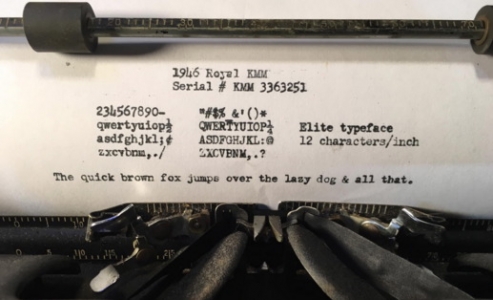 1946 Royal KMM
Serial # KMM 3363251
234567890-
"#$% &'()*
qwertyuiop½
QWERTYUIOP¼
Elite typeface
asdfghjkl;¢
ASDFGHJKL:@
12 characters/inch
zxcvbnm,./
ZXCVBNM,.?
The quick brown fox jumps over the lazy dog & all that.